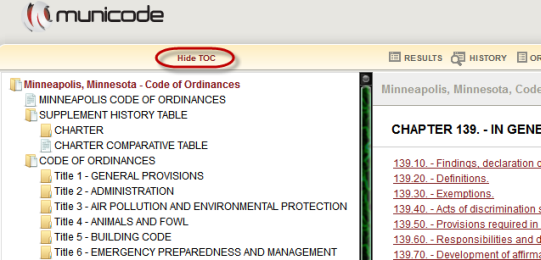 municode
Hide TOC
RESULTS HISTORY
Minneapolis, Minnesota - Code of Ordinances
MINNEAPOLIS CODE OF ORDINANCES
SUPPLEMENT HISTORY TABLE
CHARTER
CHARTER COMPARATIVE TABLE
CODE OF ORDINANCES
Title 1 - GENERAL PROVISIONS
Title 2 - ADMINISTRATION
Title 3 - AIR POLLUTION AND ENVIRONMENTAL PROTECTION
Title 4 - ANIMALS AND FOWL
Title 5 - BUILDING CODE
Title 6 - EMERGENCY PREPAREDNESS AND MANAGEMENT
Minneapolis, Minnesota, Code
CHAPTER 139. - IN GENE
139.10. - Findings, declaration
139.20. - Definitions.
139.30. - Exemptions.
139.40. - Acts of discrimination
139.50. - Provisions required in
139.60. - Responsibilities and d
139.70. - Development of affirma